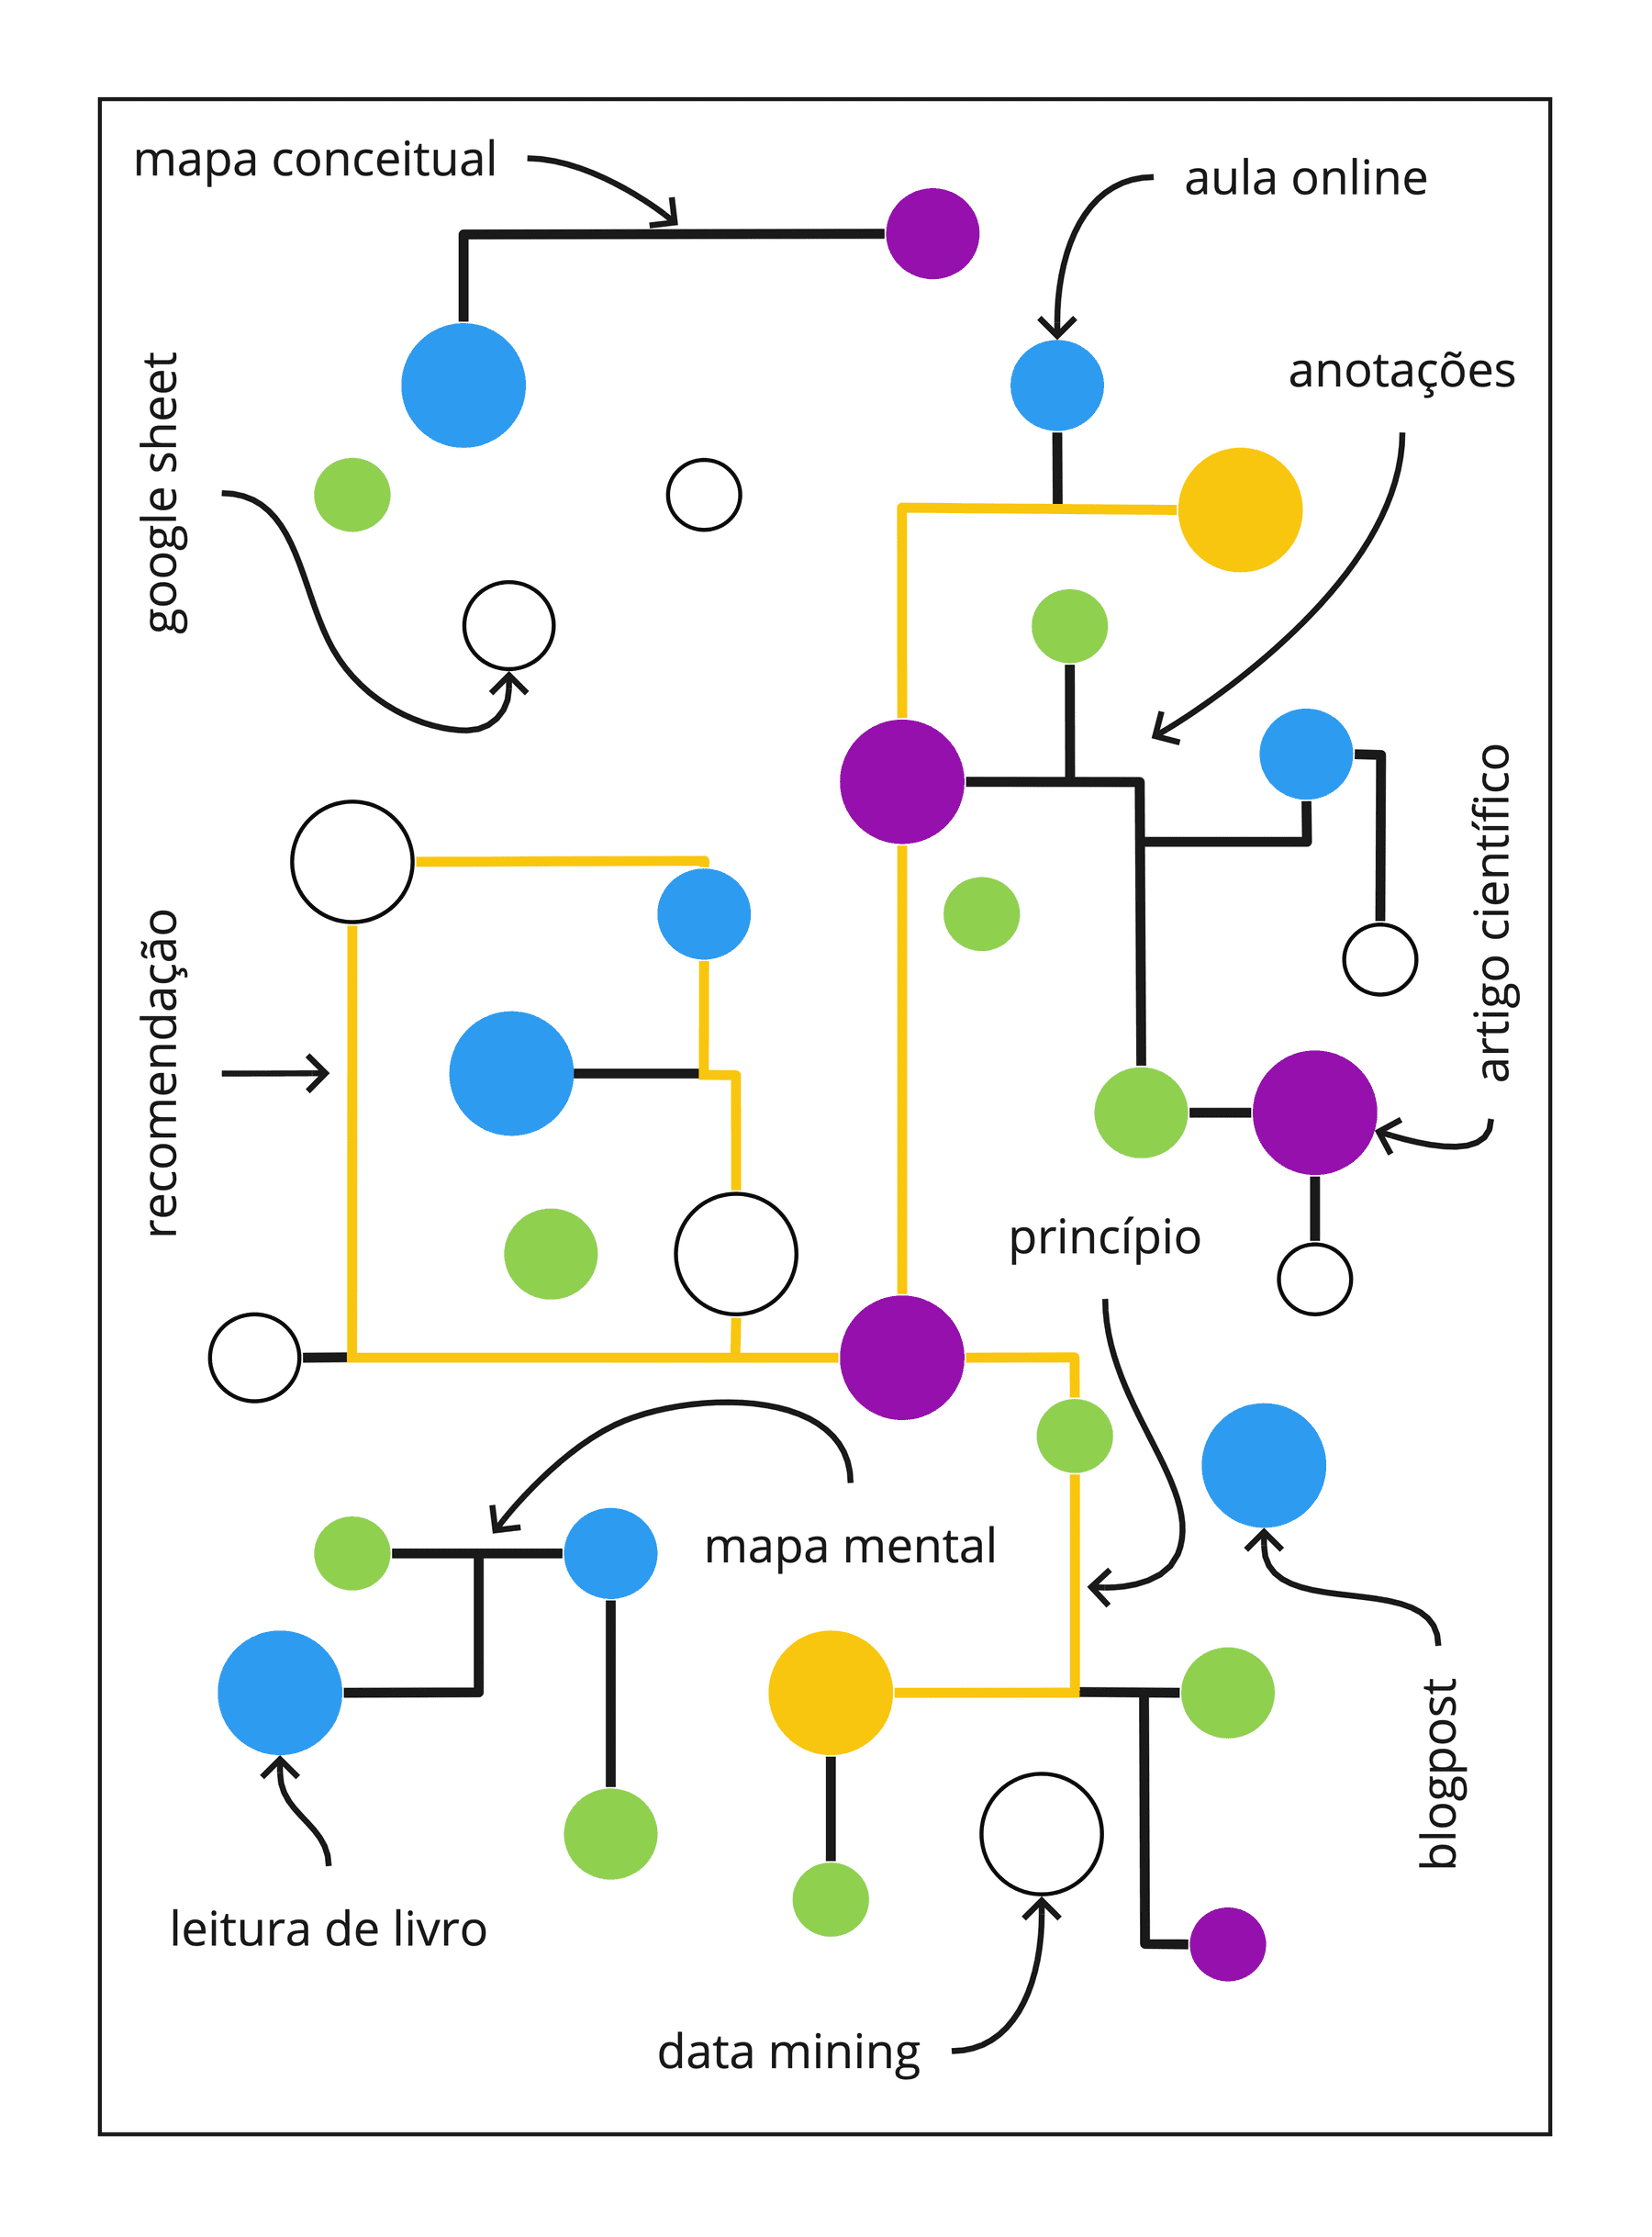 mapa conceitual
aula online
anotações
google sheet
artigo científico
recomendação
princípio
mapa mental
blogpost
leitura de livro
data mining